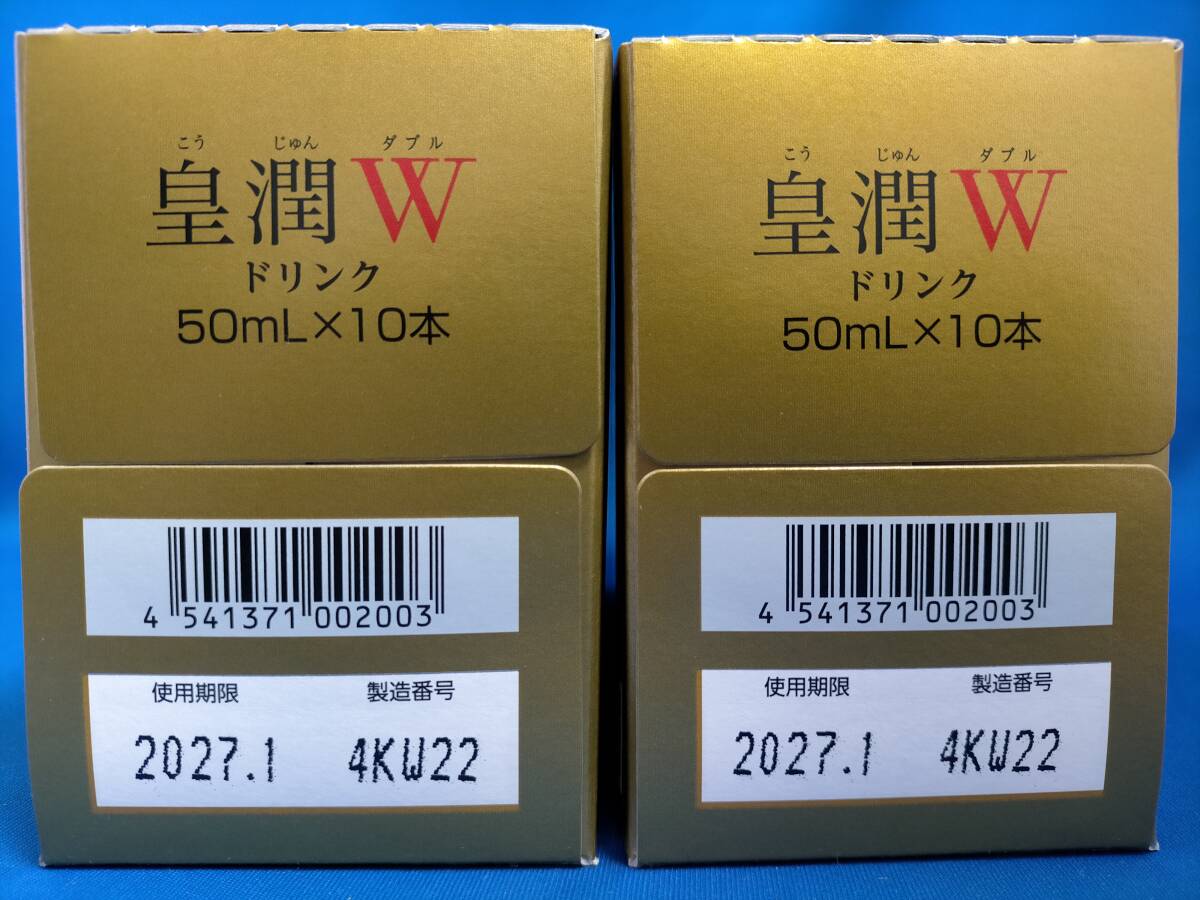 こう じゅん ダブル
皇潤W
ドリンク
50mL×10本
4 541371 002003
使用期限 製造番号
2027.1 4KW22
こう じゅん ダブル
皇潤W
ドリンク
50mL×10本
4 541371 002003
使用期限 製造番号
2027.1 4KW22